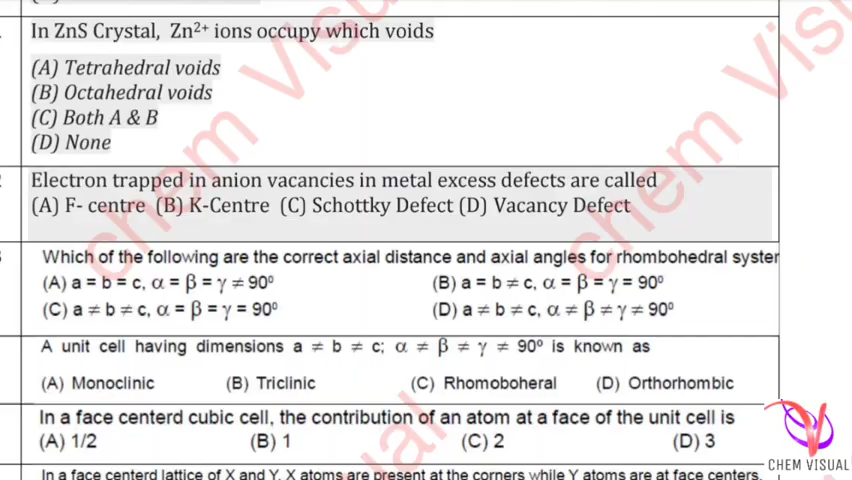 In ZnS Crystal, Zn²⁺ ions occupy which voids
(A) Tetrahedral voids
(B) Octahedral voids
(C) Both A & B
(D) None
Electron trapped in anion vacancies in metal excess defects are called
(A) F- centre (B) K-Centre (C) Schottky Defect (D) Vacancy Defect
Which of the following are the correct axial distance and axial angles for rhombohedral syster
(A) a = b = c, α = β = γ ≠ 90⁰ (B) a = b ≠ c, α = β = γ = 90⁰
(C) a ≠ b ≠ c, α = β = γ = 90⁰ (D) a ≠ b ≠ c, α ≠ β ≠ γ ≠ 90⁰
A unit cell having dimensions a ≠ b ≠ c; α ≠ β ≠ γ ≠ 90⁰ is known as
(A) Monoclinic (B) Triclinic (C) Rhomoboheral (D) Orthorhombic
In a face centerd cubic cell, the contribution of an atom at a face of the unit cell is
(A) 1/2 (B) 1 (C) 2 (D) 3
In a face centerd lattice of X and Y, X atoms are present at the corners while Y atoms are at face centers.
chem Visual
chem Visual
CHEM VISUAL